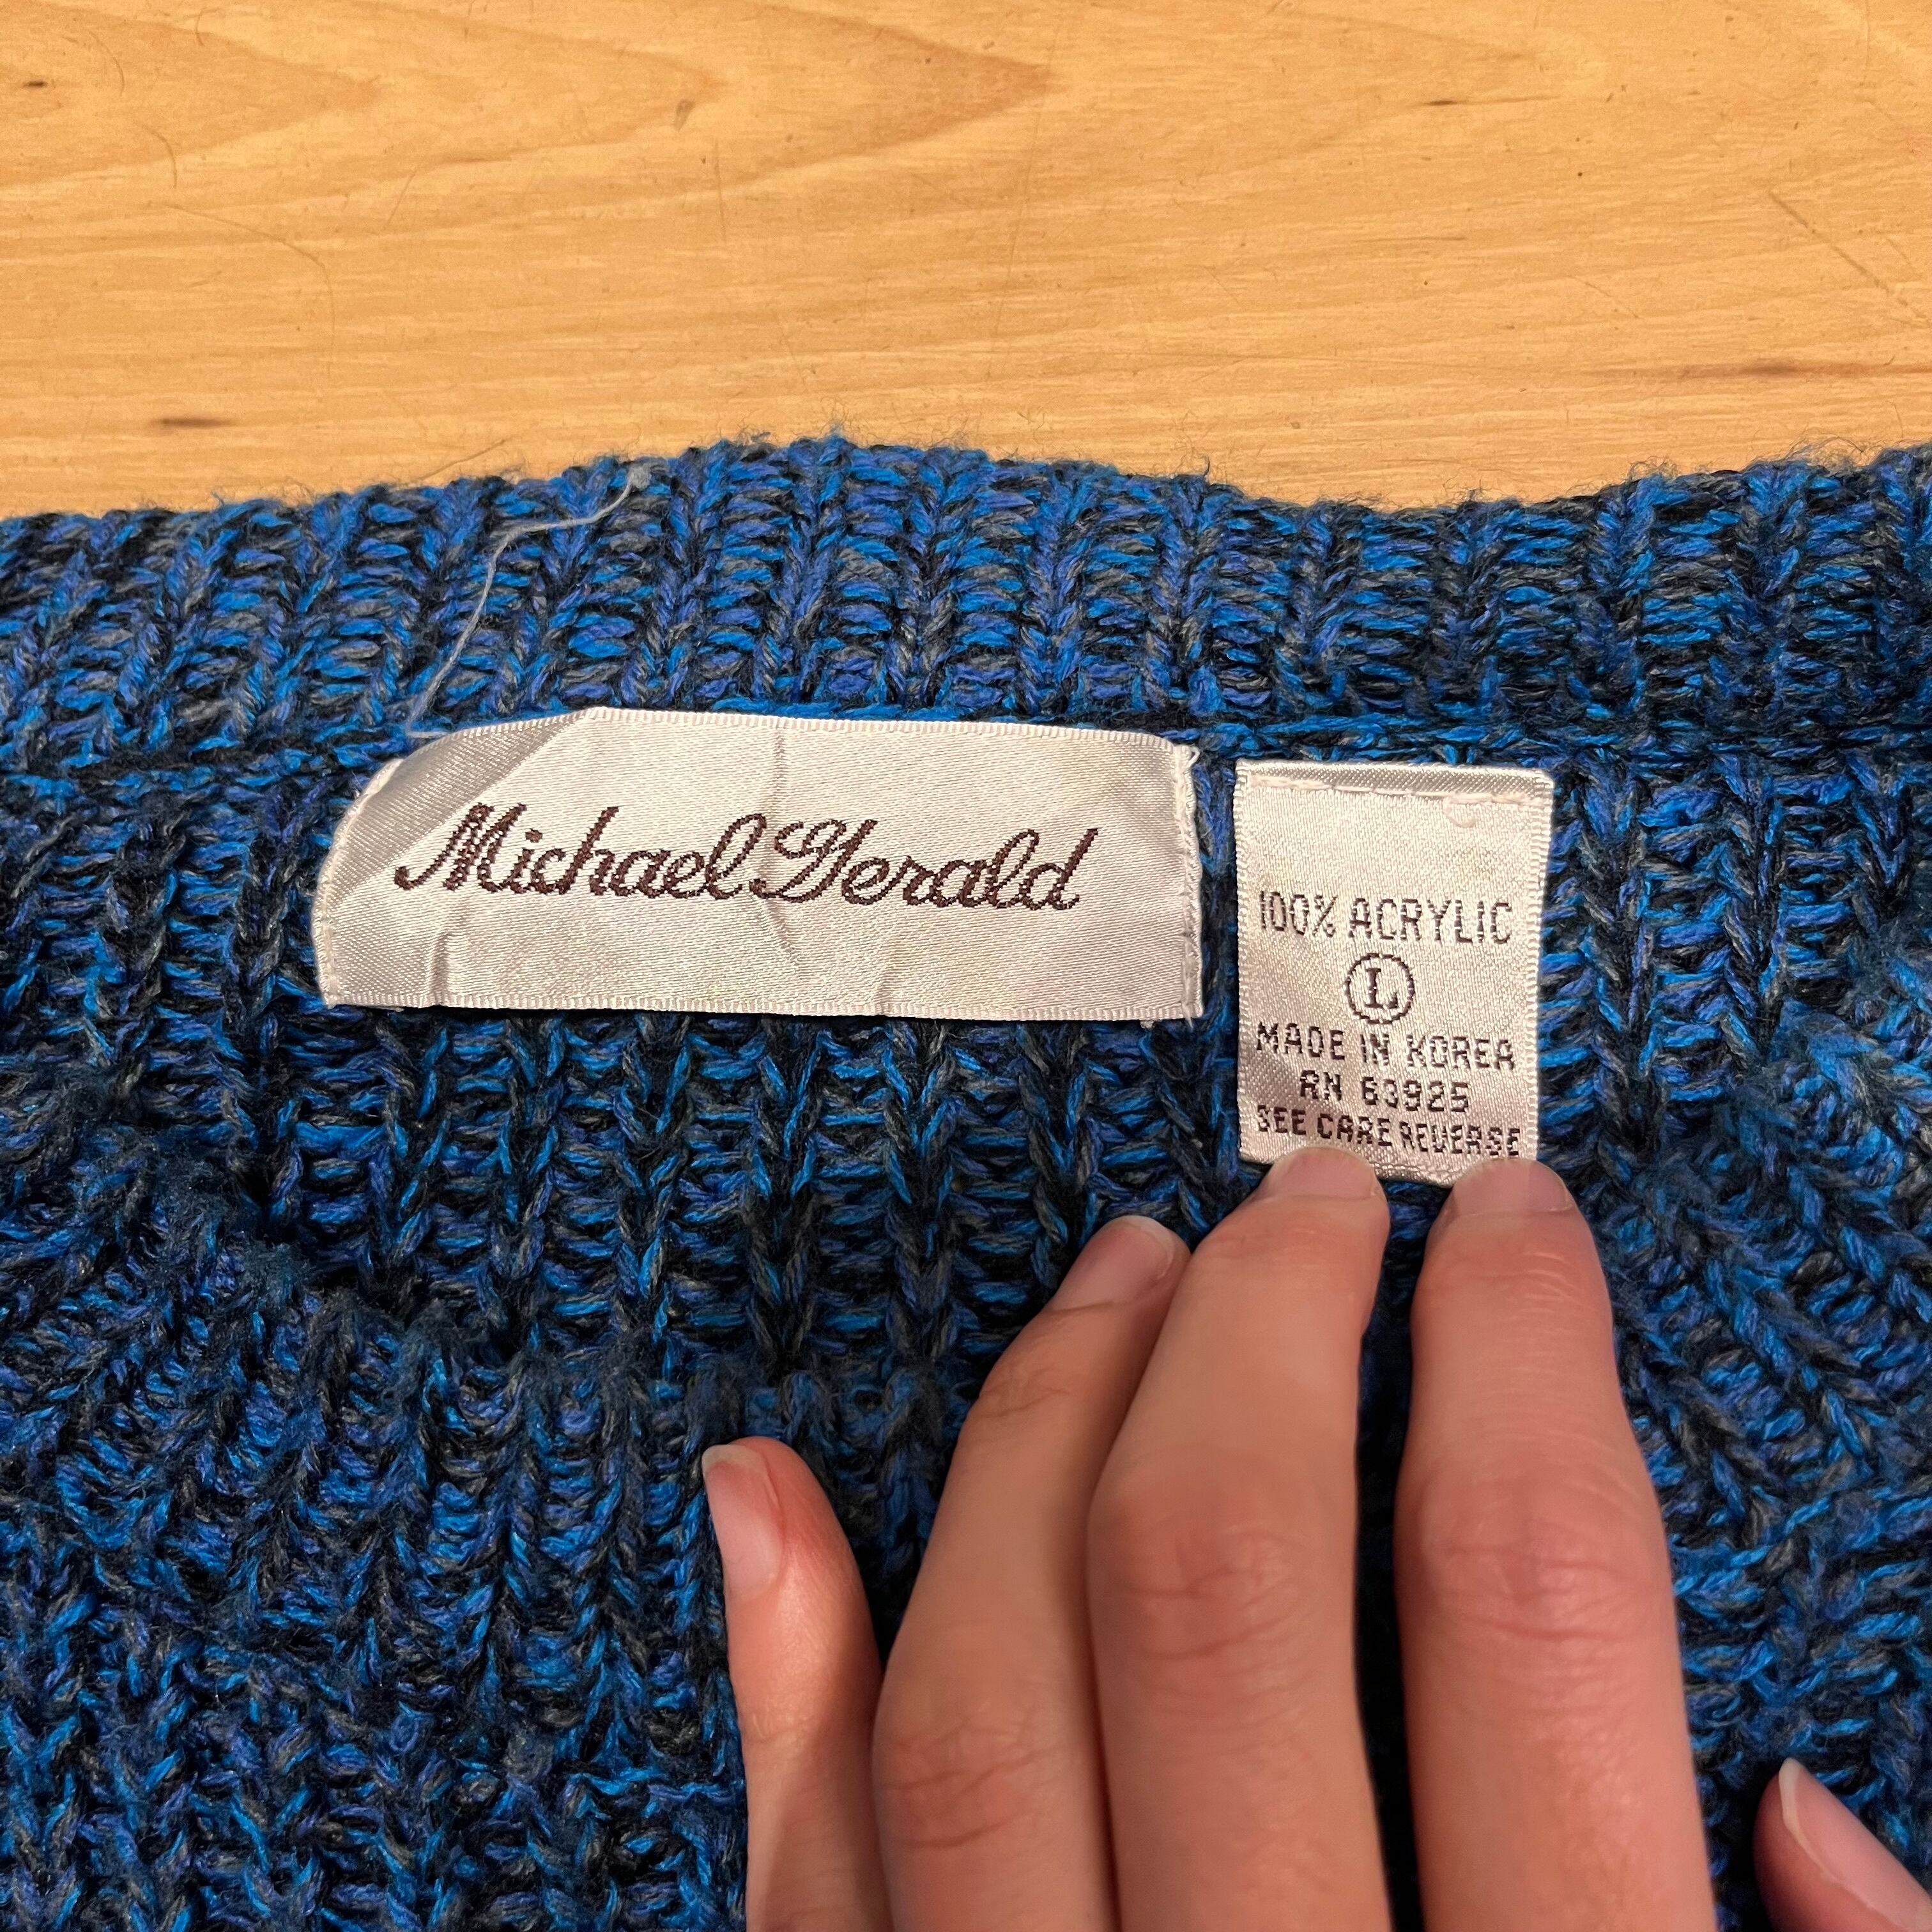 Michael Gerald
100% ACRYLIC
L
MADE IN KOREA
RN 63925
SEE CARE REVERSE